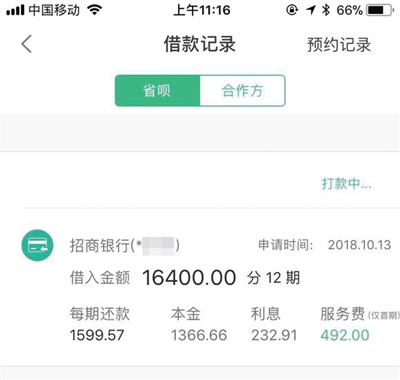 中国移动 上午11:16 66%
借款记录 预约记录
省呗 合作方
打款中...
招商银行(* ) 申请时间: 2018.10.13
借入金额 16400.00 分 12 期
每期还款 本金 利息 服务费(仅首期)
1599.57 1366.66 232.91 492.00